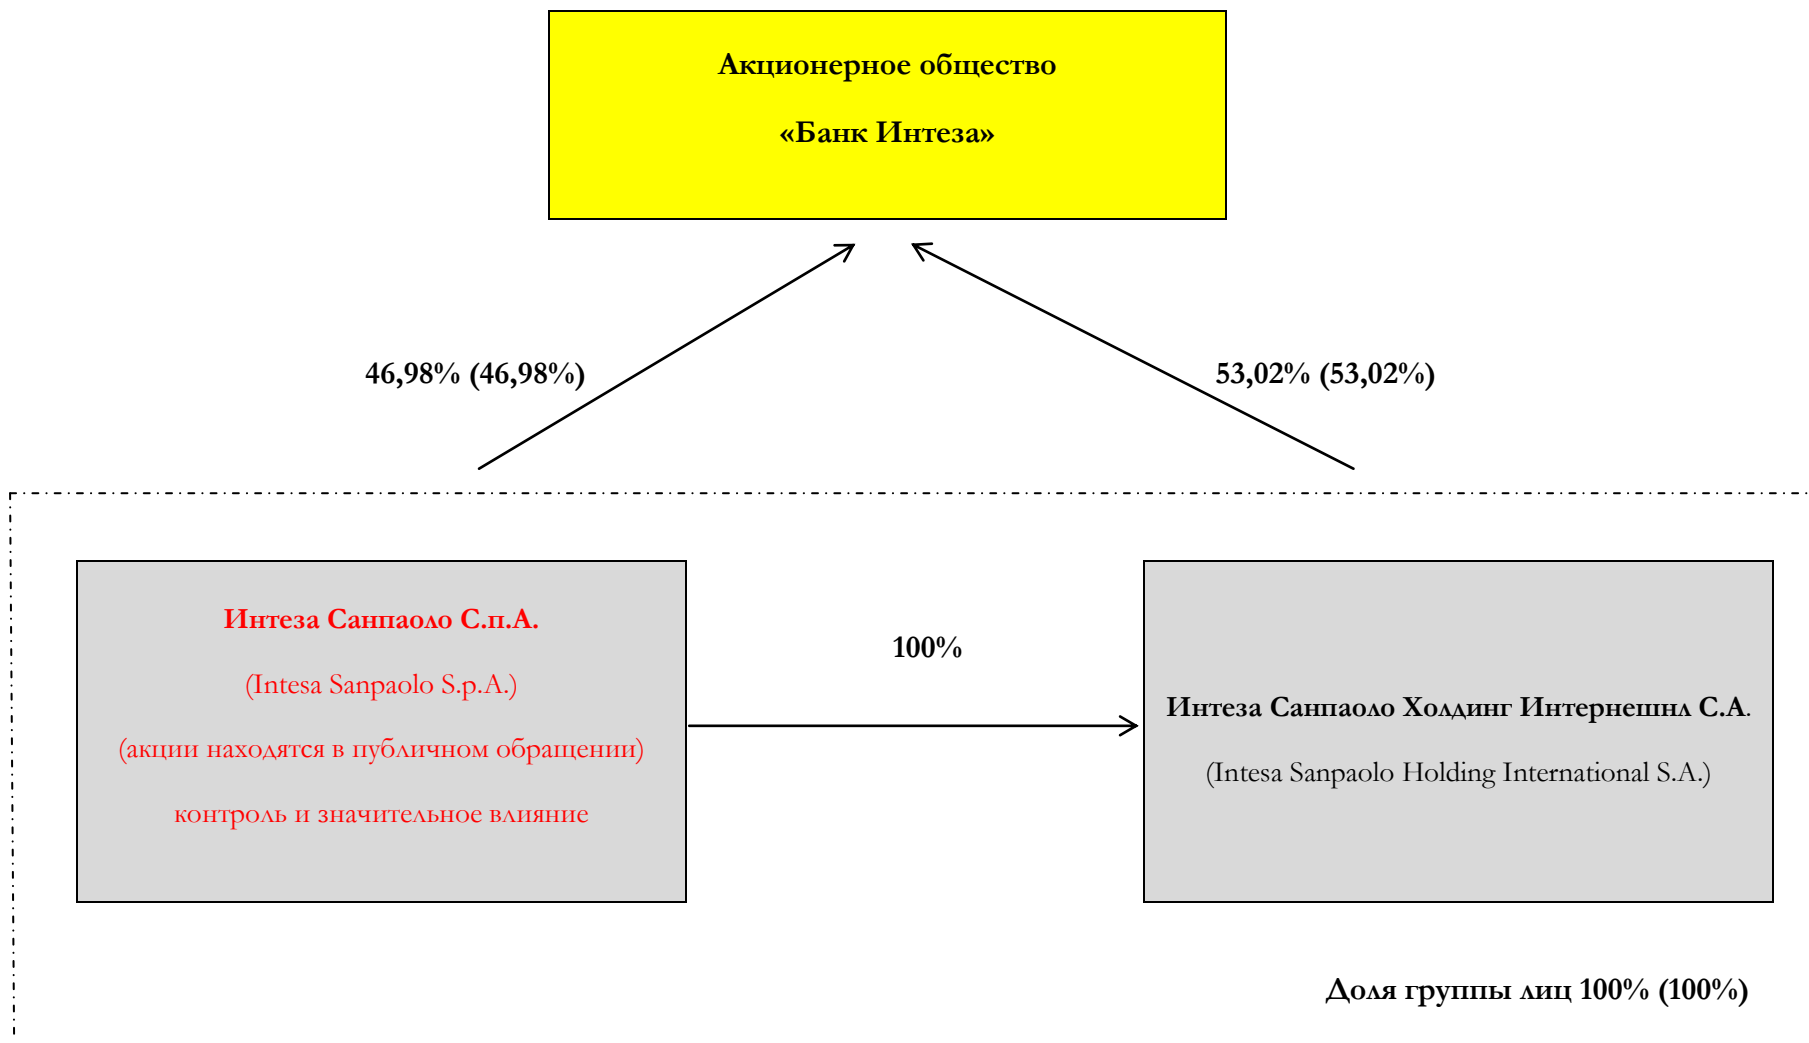 Акционерное общество
«Банк Интеза»
46,98% (46,98%)
53,02% (53,02%)
Интеза Санпаоло С.п.А.
(Intesa Sanpaolo S.p.A.)
(акции находятся в публичном обращении)
контроль и значительное влияние
100%
Интеза Санпаоло Холдинг Интернешнл С.А.
(Intesa Sanpaolo Holding International S.A.)
Доля группы лиц 100% (100%)